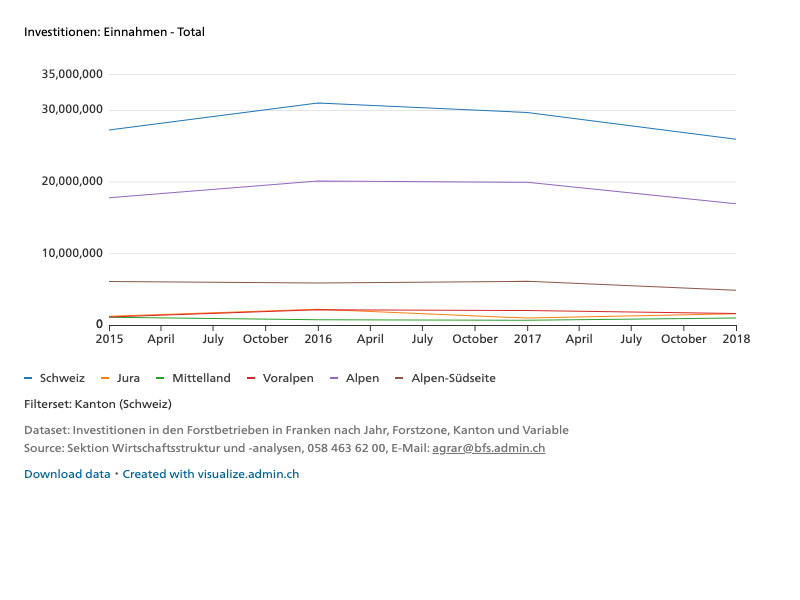 Investitionen: Einnahmen - Total
35,000,000
30,000,000
20,000,000
10,000,000
0
2015 April July October 2016 April July October 2017 April July October 2018
Schweiz Jura Mittelland Voralpen Alpen Alpen-Südseite
Filterset: Kanton (Schweiz)
Dataset: Investitionen in den Forstbetrieben in Franken nach Jahr, Forstzone, Kanton und Variable
Source: Sektion Wirtschaftsstruktur und -analysen, 058 463 62 00, E-Mail: agrar@bfs.admin.ch
Download data • Created with visualize.admin.ch